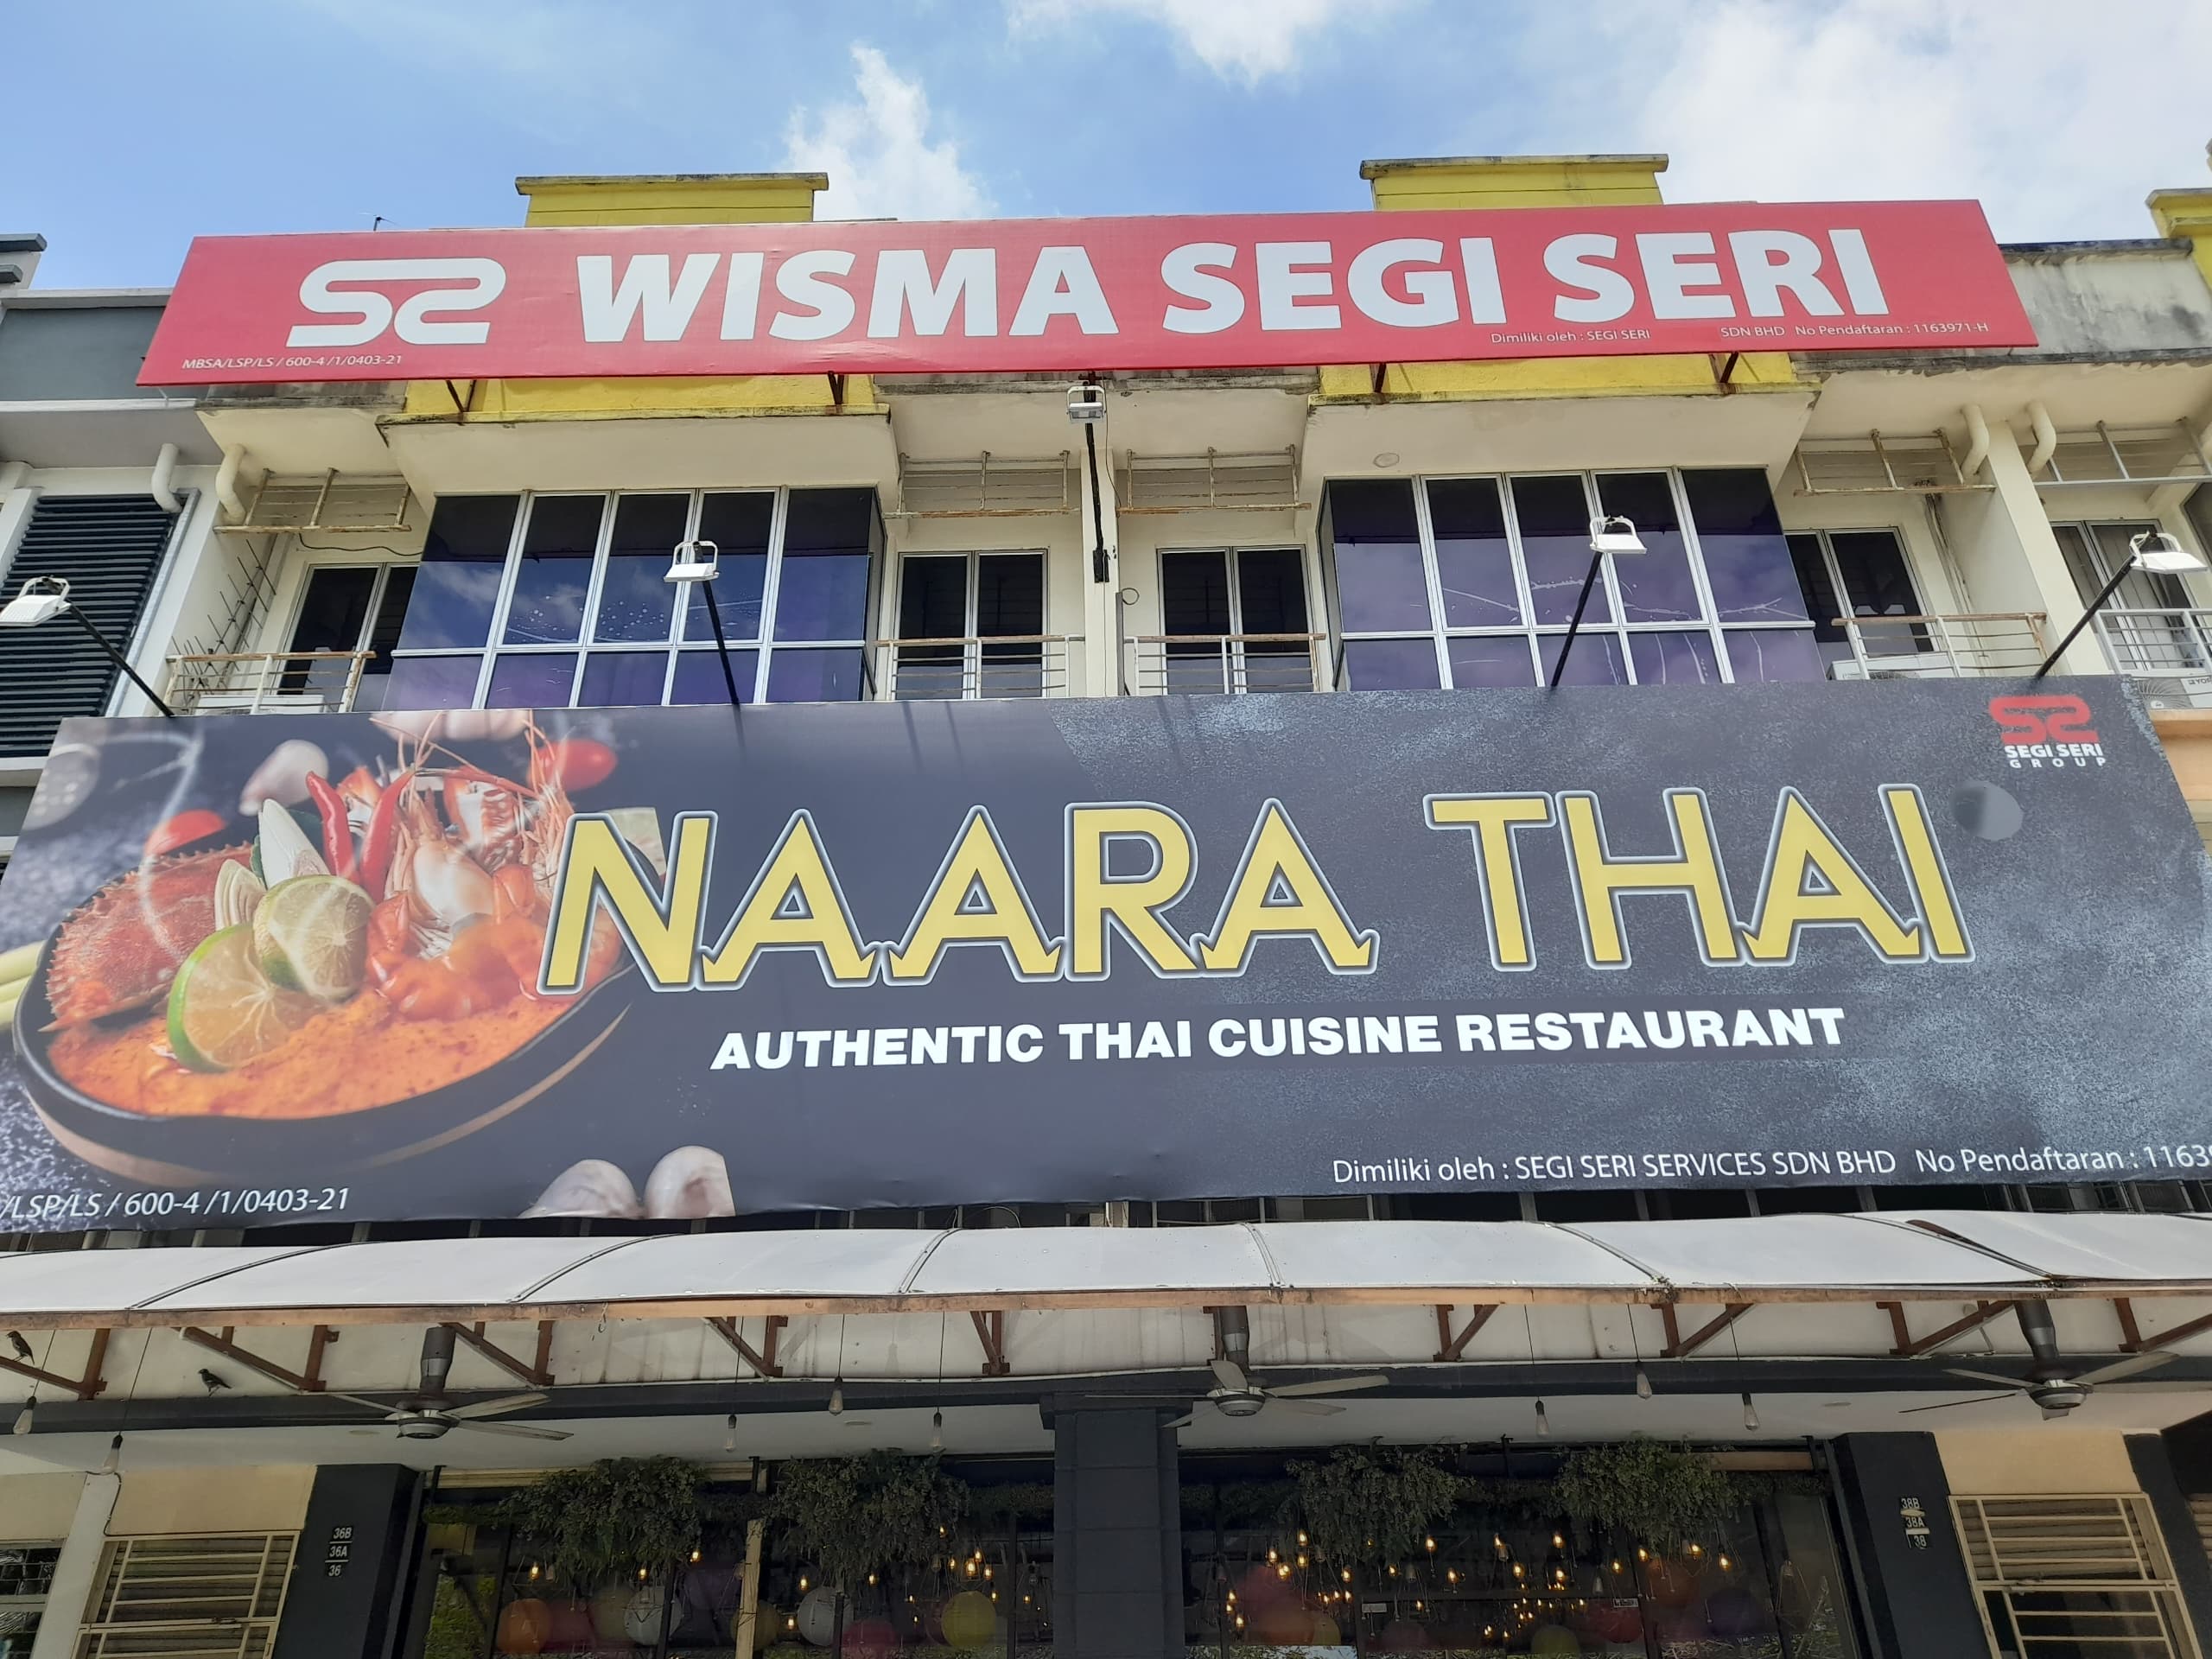 WISMA SEGI SERI
MBSA/LSP/LS / 600-4 /1/0403-21
Dimiliki oleh : SEGI SERI SDN BHD No Pendaftaran : 1163971-H
SEGI SERI
GROUP
NAARA THAI
AUTHENTIC THAI CUISINE RESTAURANT
Dimiliki oleh : SEGI SERI SERVICES SDN BHD No Pendaftaran : 11639
/LSP/LS / 600-4 /1/0403-21
36B
36A
36
38B
38A
38